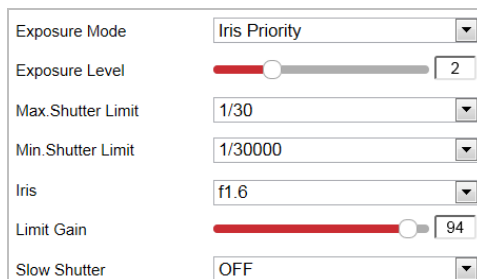 Exposure Mode Iris Priority
Exposure Level 2
Max.Shutter Limit 1/30
Min.Shutter Limit 1/30000
Iris f1.6
Limit Gain 94
Slow Shutter OFF